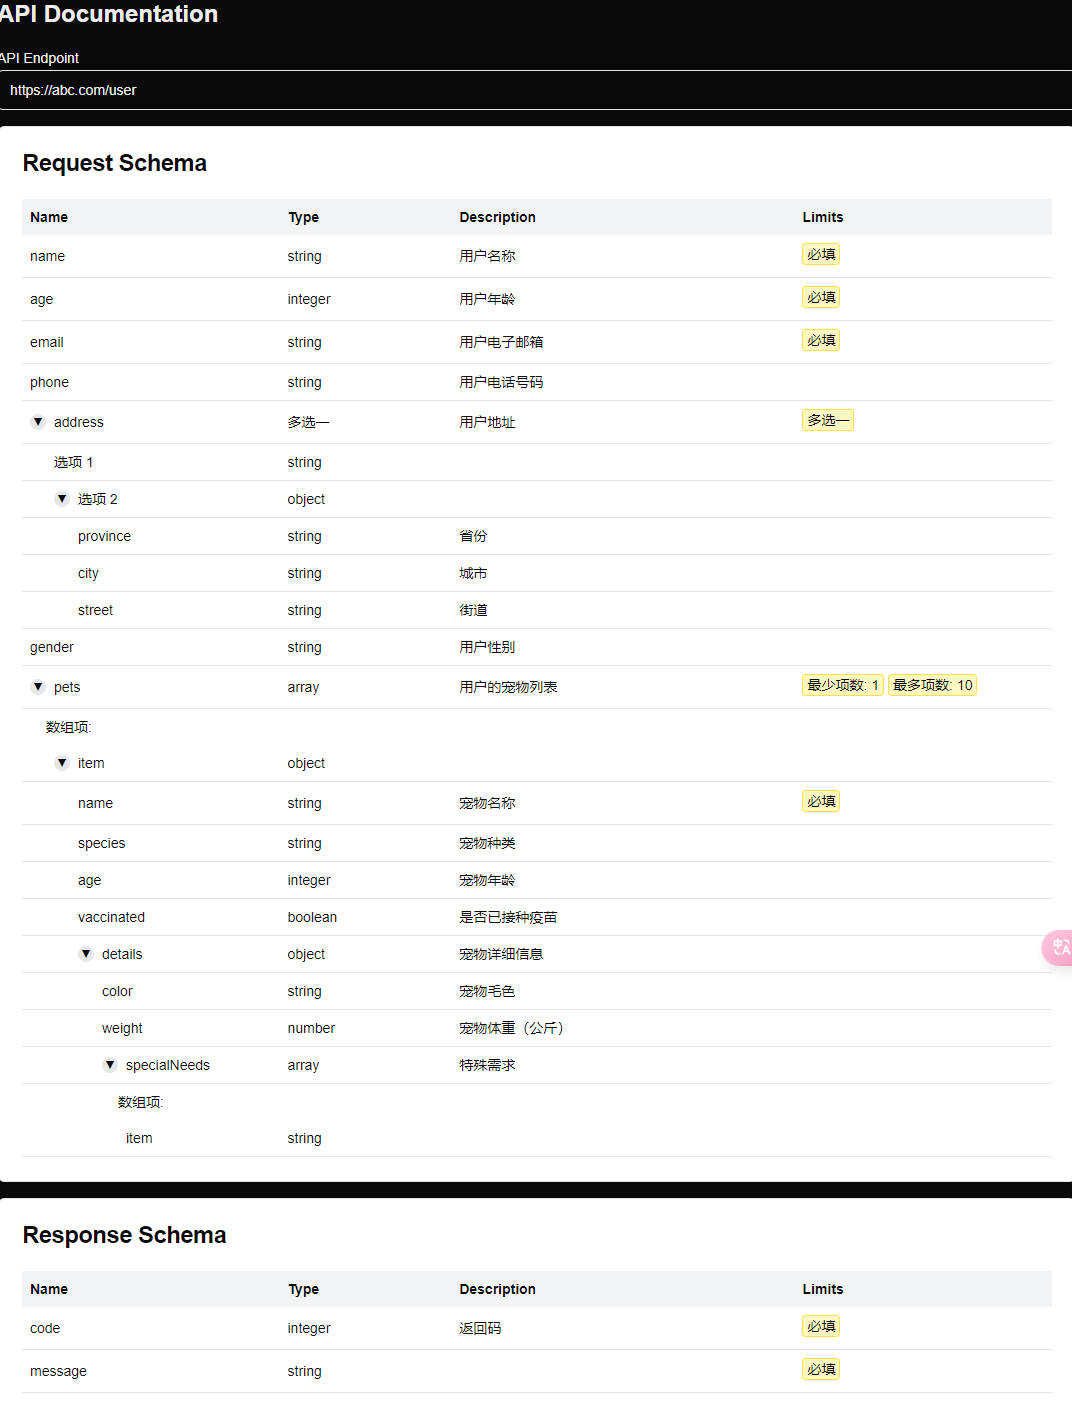 API Documentation
API Endpoint
https://abc.com/user
Request Schema
Name Type Description Limits
name string 用户名称 必填
age integer 用户年龄 必填
email string 用户电子邮箱 必填
phone string 用户电话号码
▼ address 多选一 用户地址 多选一
选项 1 string
▼ 选项 2 object
province string 省份
city string 城市
street string 街道
gender string 用户性别
▼ pets array 用户的宠物列表 最少项数: 1 最多项数: 10
数组项:
▼ item object
name string 宠物名称 必填
species string 宠物种类
age integer 宠物年龄
vaccinated boolean 是否已接种疫苗
▼ details object 宠物详细信息
color string 宠物毛色
weight number 宠物体重（公斤）
▼ specialNeeds array 特殊需求
数组项:
item string
Response Schema
Name Type Description Limits
code integer 返回码 必填
message string 必填